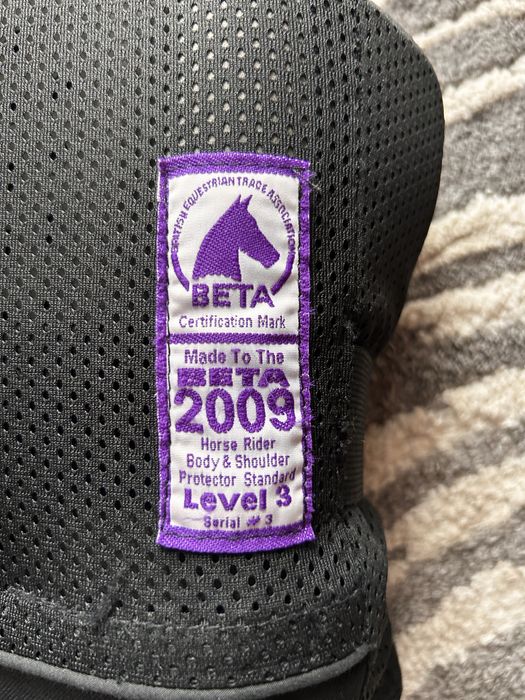 BRITISH EQUESTRIAN TRADE ASSOCIATION
BETA
Certification Mark
Made To The
BETA
2009
Horse Rider
Body & Shoulder
Protector Standard
Level 3
Serial # 3